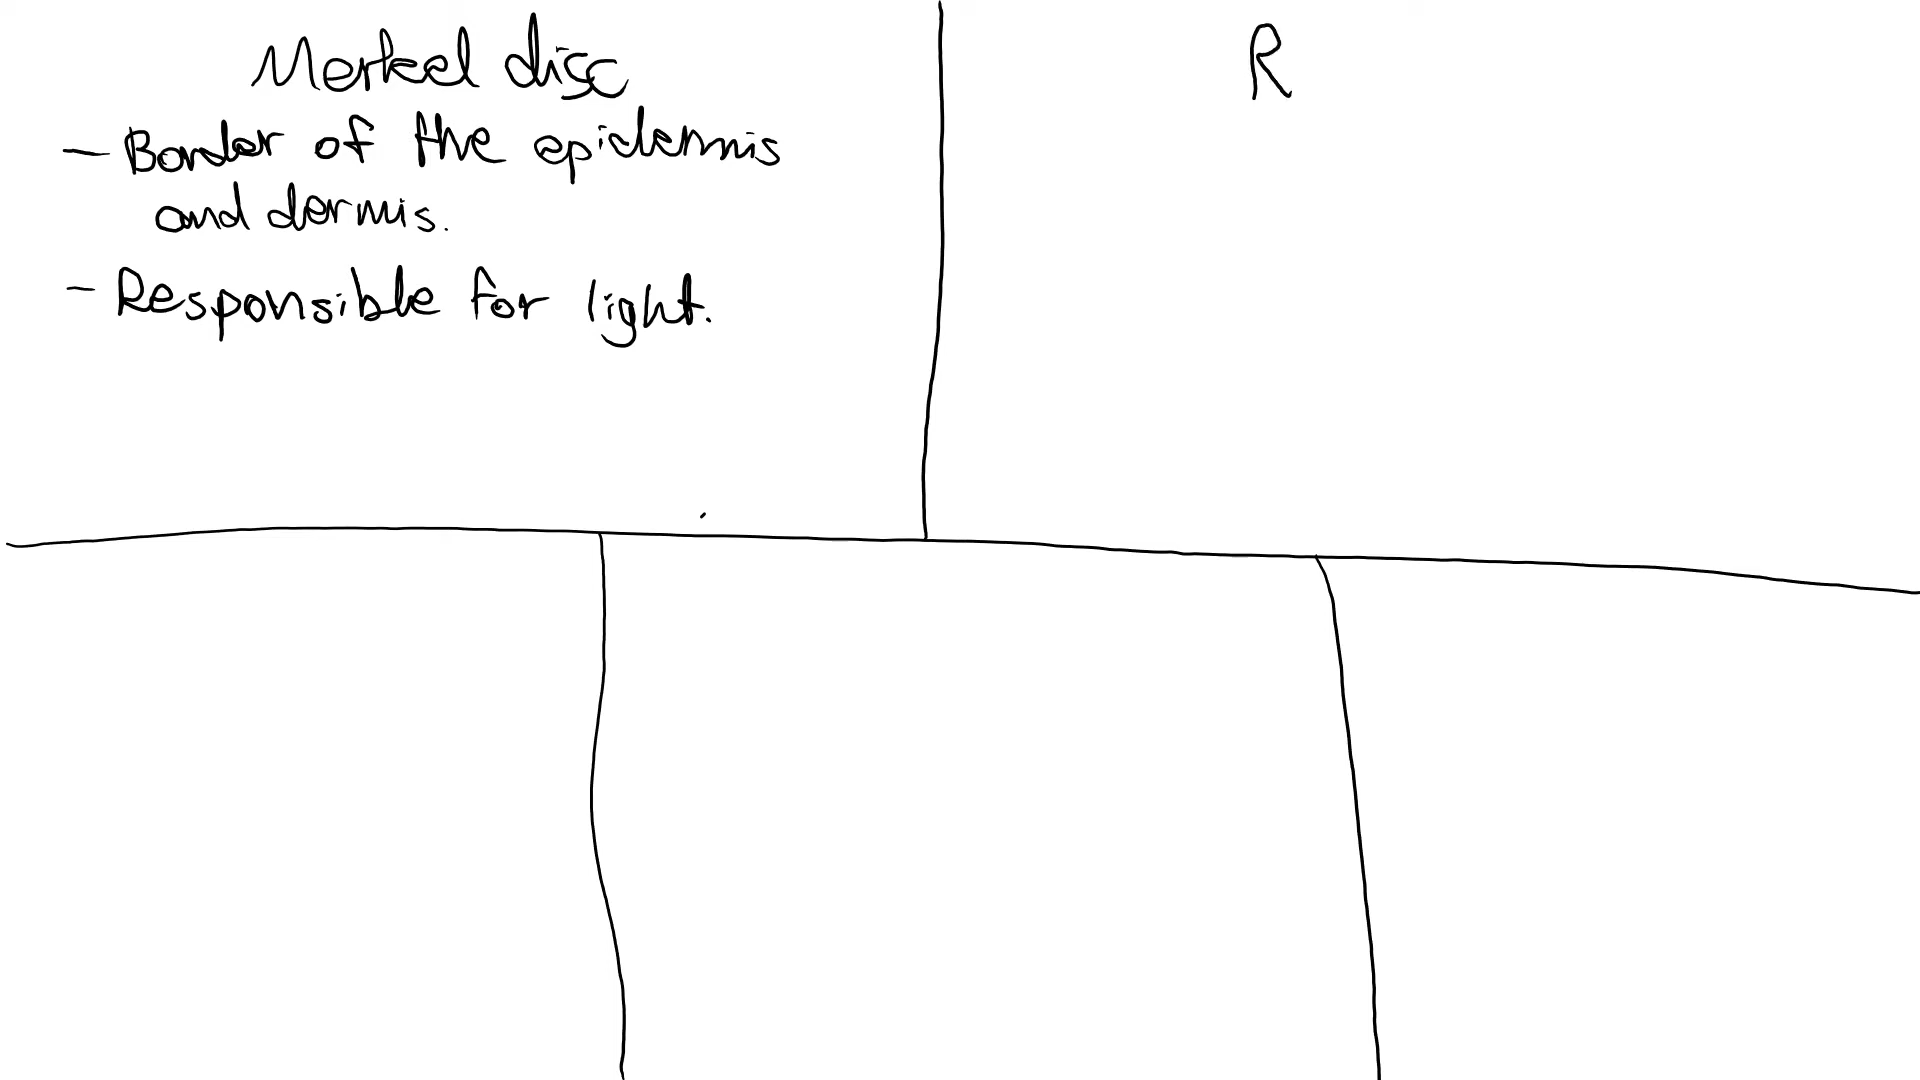 Merkel disc
- Border of the epidermis
and dermis.
- Responsible for light.
R